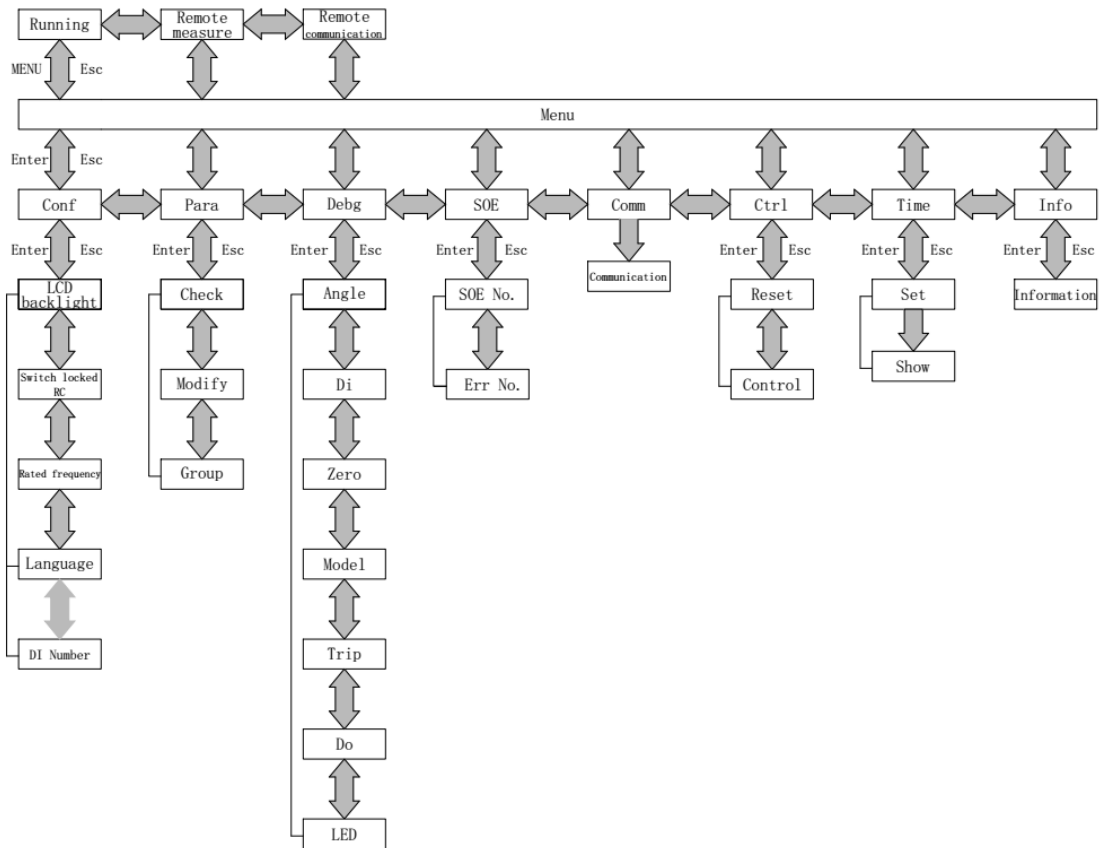 Running
Remote
measure
Remote
communication
MENU Esc
Menu
Enter Esc
Conf Para Debg SOE Comm Ctrl Time Info
Enter Esc Enter Esc Enter Esc Enter Esc Enter Esc Enter Esc Enter Esc
LCD
backlight
Check
Angle
SOE No.
Communication
Reset
Set
Information
Switch locked
RC
Modify
Di
Err No.
Control
Show
Rated frequency
Group
Zero
Language
Model
DI Number
Trip
Do
LED